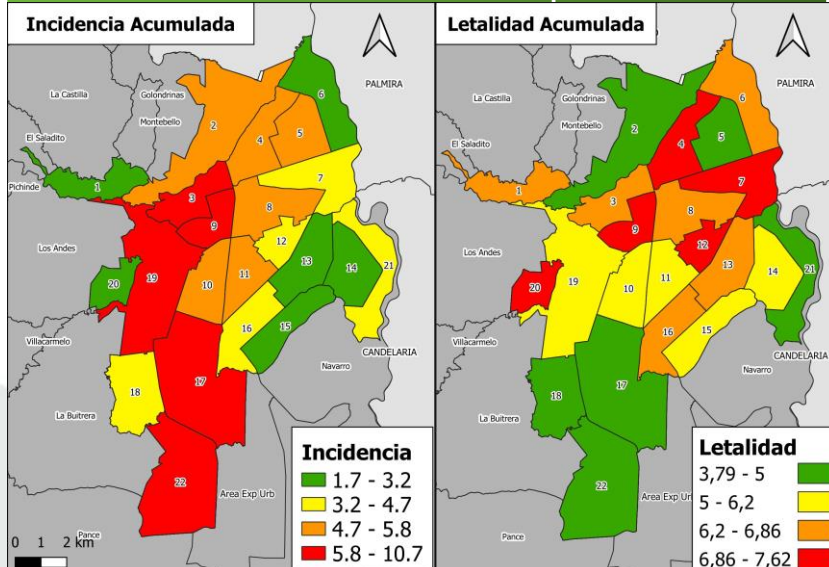 Incidencia Acumulada
PALMIRA
La Castilla
Golondrinas
Montebello
El Saladito
Pichinde
Los Andes
Villacarmelo
La Buitrera
Pance
Navarro
CANDELARIA
Area Exp Urb
6
2
4
5
1
7
3
8
9
12
13
14
21
20
19
10
11
16
15
18
17
22
Incidencia
1.7 - 3.2
3.2 - 4.7
4.7 - 5.8
5.8 - 10.7
0 1 2 km
Letalidad Acumulada
PALMIRA
La Castilla
Golondrinas
Montebello
El Saladito
Pichinde
Los Andes
Villacarmelo
La Buitrera
Pance
Navarro
CANDELARIA
Area Exp Ur
6
2
4
5
1
7
3
8
9
12
13
14
21
20
19
10
11
16
15
18
17
22
Letalidad
3,79 - 5
5 - 6,2
6,2 - 6,86
6,86 - 7,62